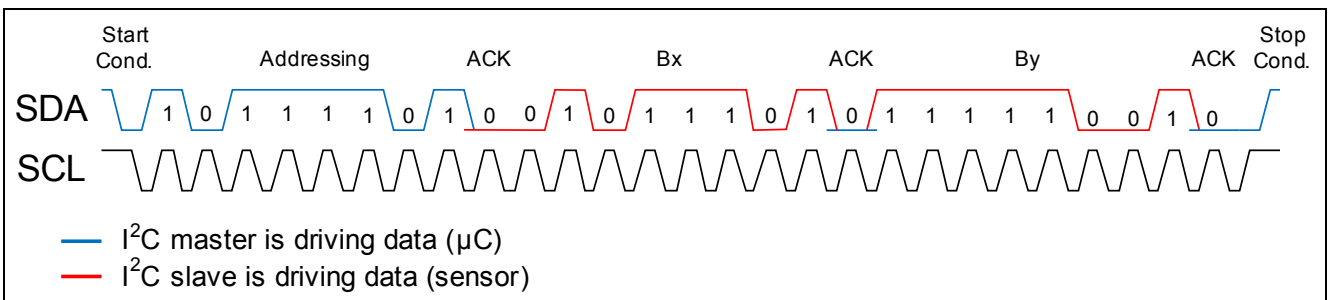 Start Cond. Addressing ACK Bx ACK By ACK Stop Cond.
SDA 1 0 1 1 1 1 0 1 0 0 1 0 1 1 1 0 1 0 1 1 1 1 1 0 0 1 0
SCL
I²C master is driving data (µC)
I²C slave is driving data (sensor)